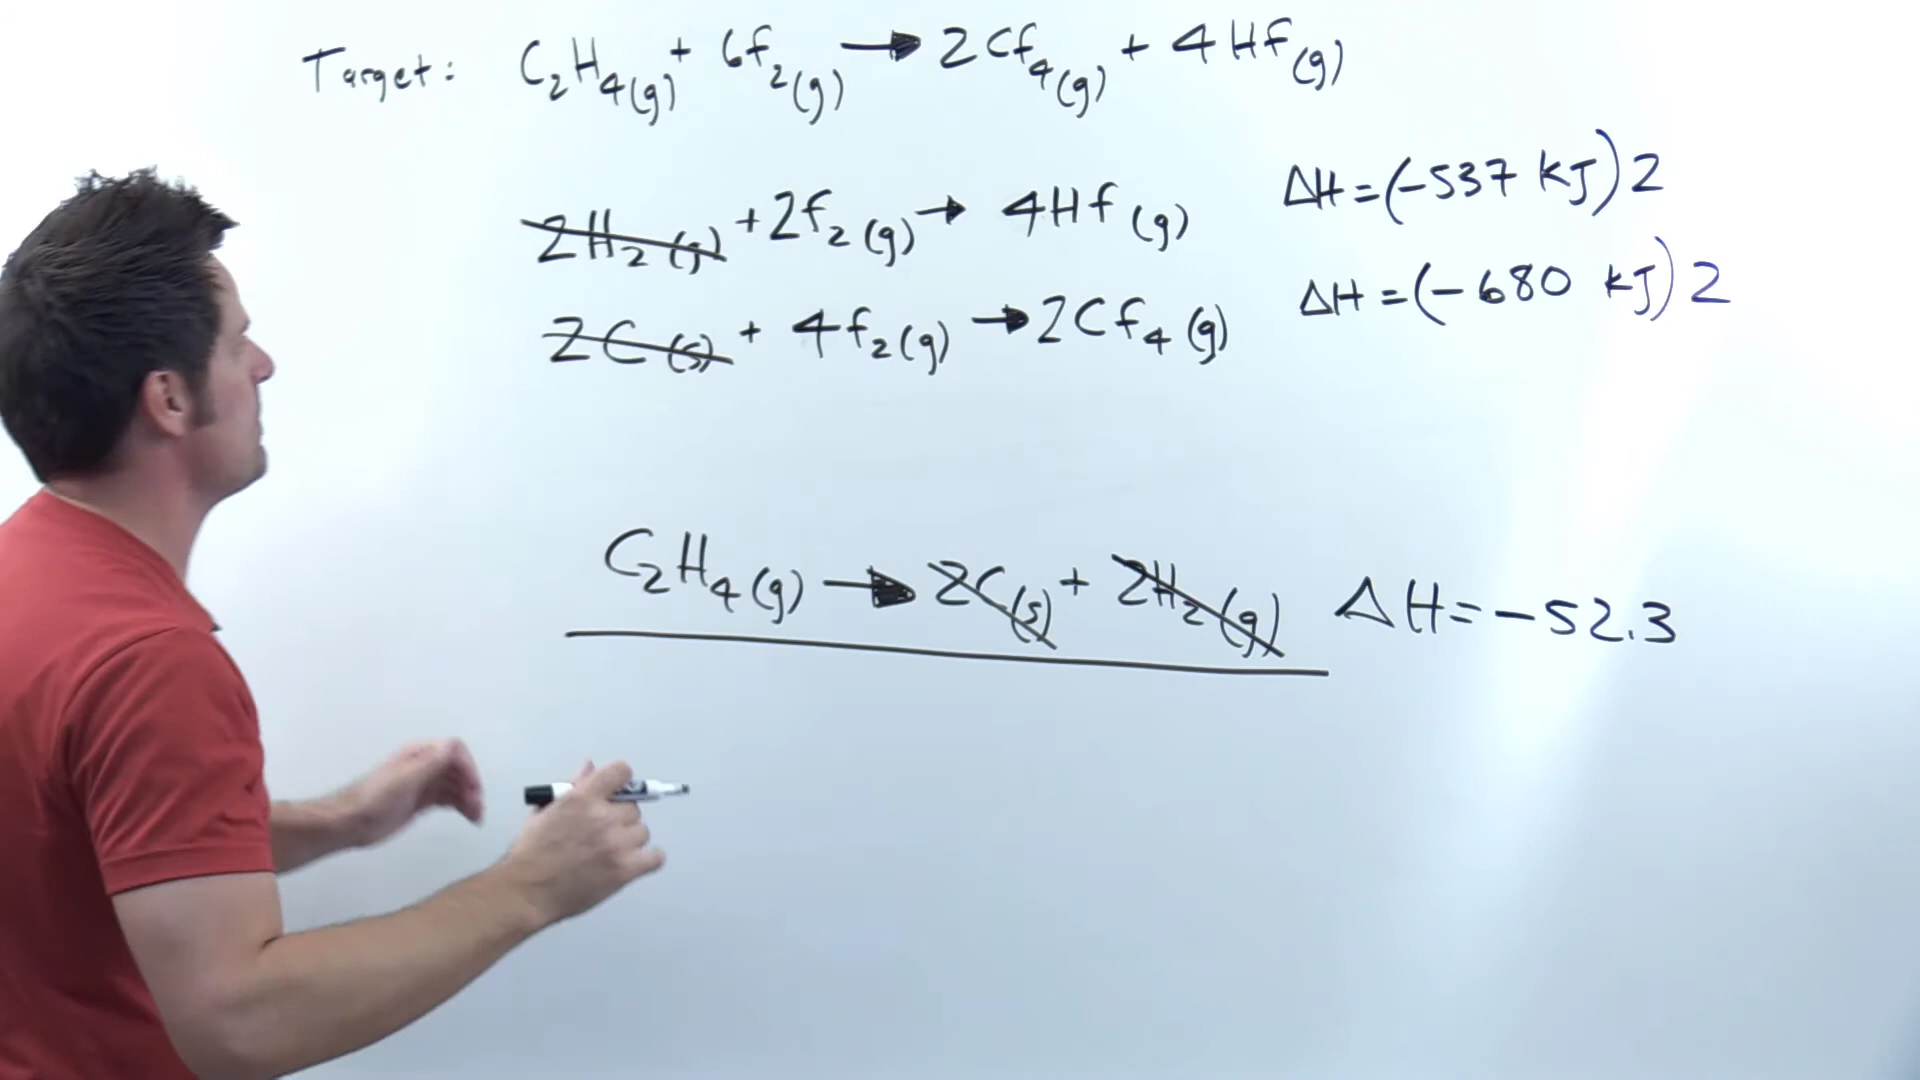 Target: C₂H₄(g) + 6f₂(g) → 2Cf₄(g) + 4Hf(g)
2H₂(g) + 2f₂(g) → 4Hf(g) ΔH = (-537 kJ)2
2C(s) + 4f₂(g) → 2Cf₄(g) ΔH = (-680 kJ)2
C₂H₄(g) → 2C(s) + 2H₂(g) ΔH = -52.3